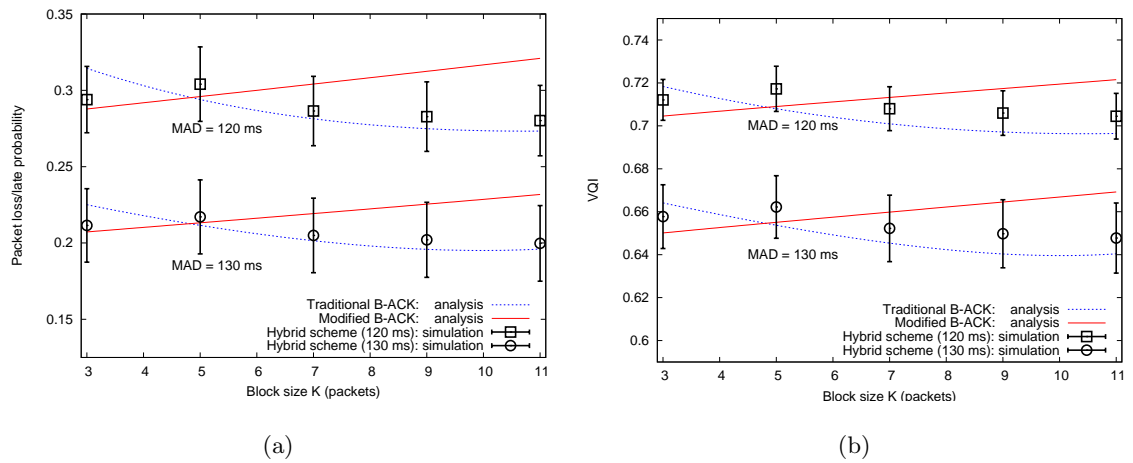 0.35
0.3
0.25
0.2
0.15
Packet loss/late probability
MAD = 120 ms
MAD = 130 ms
Traditional B-ACK: analysis
Modified B-ACK: analysis
Hybrid scheme (120 ms): simulation
Hybrid scheme (130 ms): simulation
3 4 5 6 7 8 9 10 11
Block size K (packets)
(a)
0.74
0.72
0.7
0.68
0.66
0.64
0.62
0.6
VQI
MAD = 120 ms
MAD = 130 ms
Traditional B-ACK: analysis
Modified B-ACK: analysis
Hybrid scheme (120 ms): simulation
Hybrid scheme (130 ms): simulation
3 4 5 6 7 8 9 10 11
Block size K (packets)
(b)